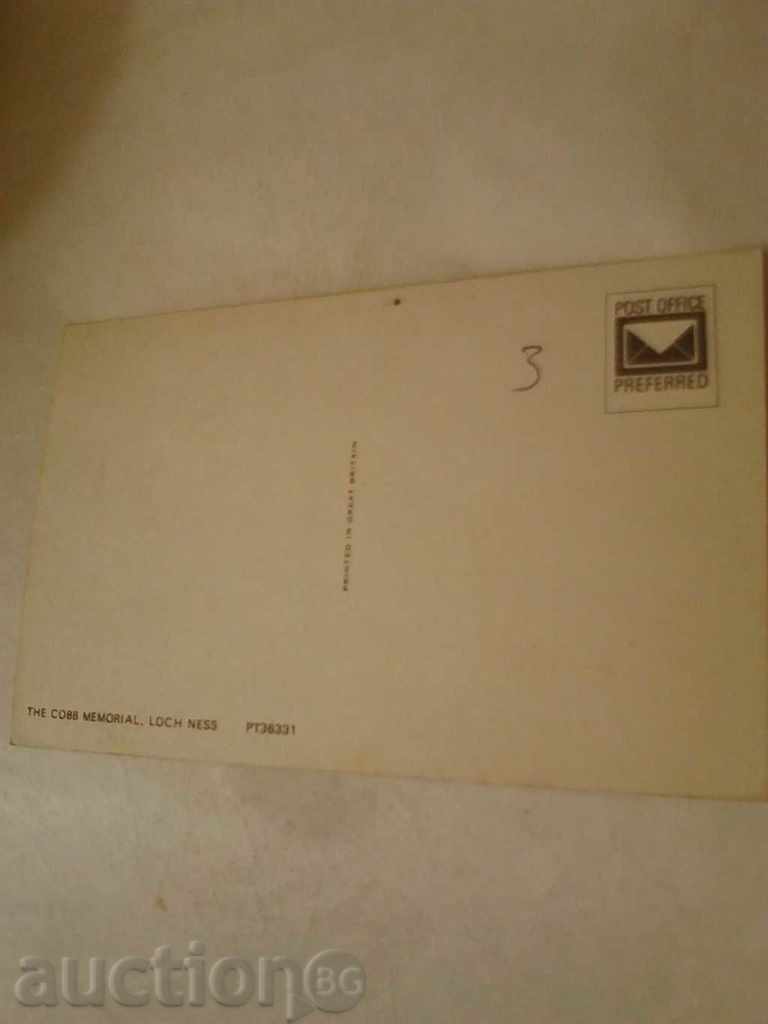 POST OFFICE
PREFERRED
3
PRINTED IN GREAT BRITAIN
THE COBB MEMORIAL, LOCH NESS PT36331
auctionBG